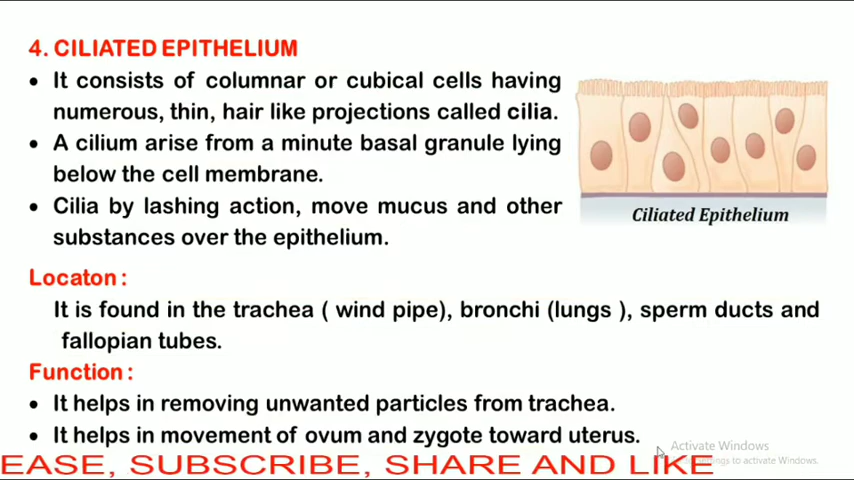 4. CILIATED EPITHELIUM
• It consists of columnar or cubical cells having
numerous, thin, hair like projections called cilia.
• A cilium arise from a minute basal granule lying
below the cell membrane.
• Cilia by lashing action, move mucus and other
substances over the epithelium.
Ciliated Epithelium
Locaton :
It is found in the trachea ( wind pipe), bronchi (lungs ), sperm ducts and
fallopian tubes.
Function :
• It helps in removing unwanted particles from trachea.
• It helps in movement of ovum and zygote toward uterus.
Activate Windows
to activate Windows.
EASE, SUBSCRIBE, SHARE AND LIKE